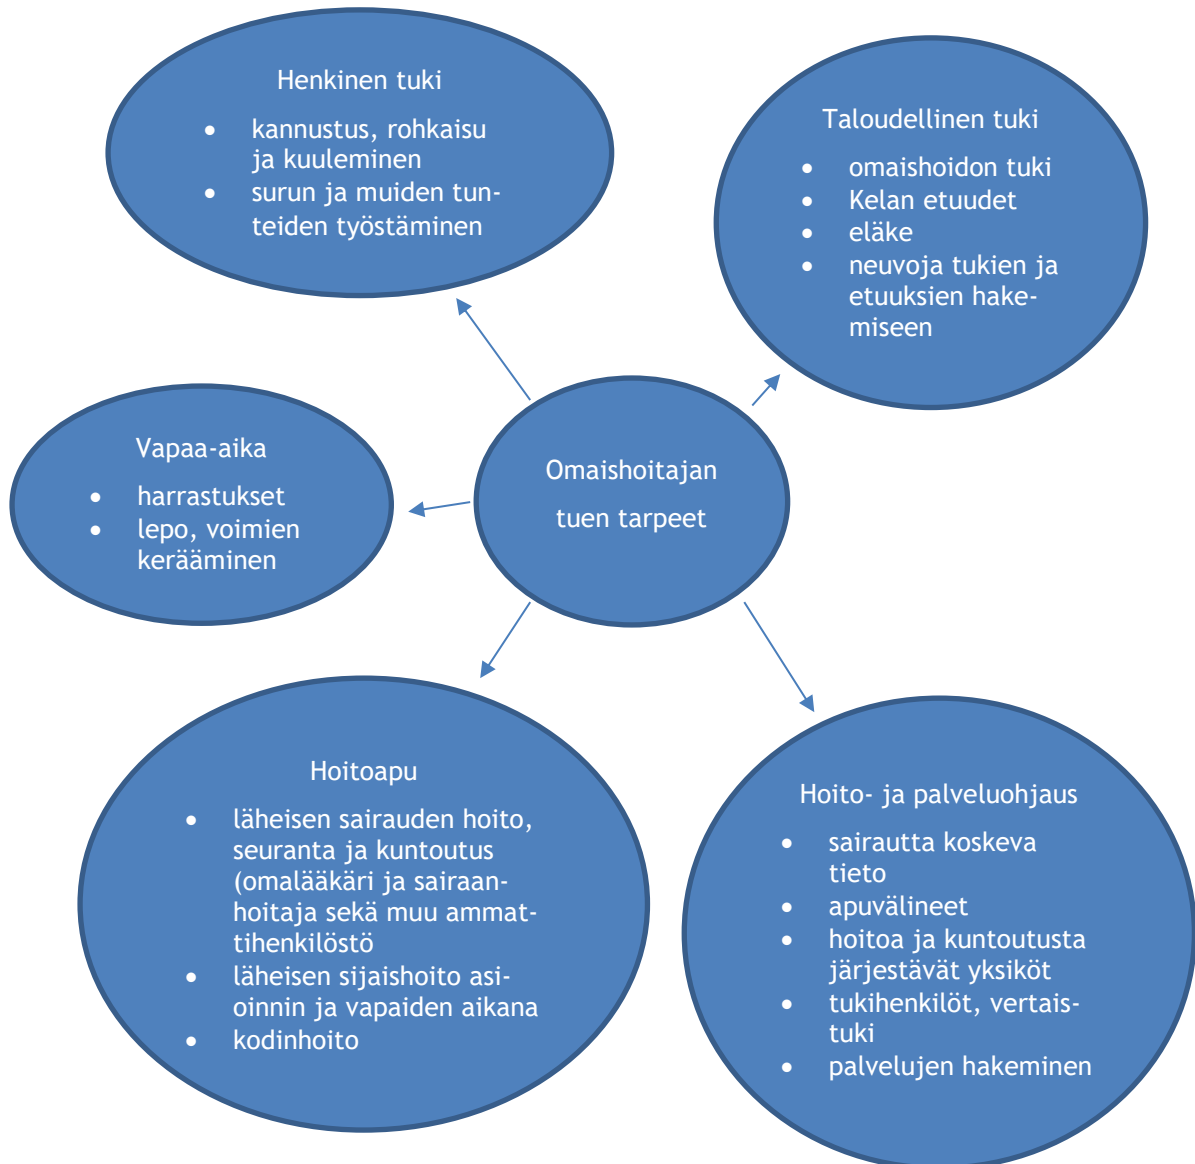 Henkinen tuki
• kannustus, rohkaisu
ja kuuleminen
• surun ja muiden tun-
teiden työstäminen
Taloudellinen tuki
• omaishoidon tuki
• Kelan etuudet
• eläke
• neuvoja tukien ja
etuuksien hake-
miseen
Vapaa-aika
• harrastukset
• lepo, voimien
kerääminen
Omaishoitajan
tuen tarpeet
Hoitoapu
• läheisen sairauden hoito,
seuranta ja kuntoutus
(omalääkäri ja sairaan-
hoitaja sekä muu ammat-
tihenkilöstö
• läheisen sijaishoito asi-
oinnin ja vapaiden aikana
• kodinhoito
Hoito- ja palveluohjaus
• sairautta koskeva
tieto
• apuvälineet
• hoitoa ja kuntoutusta
järjestävät yksiköt
• tukihenkilöt, vertais-
tuki
• palvelujen hakeminen